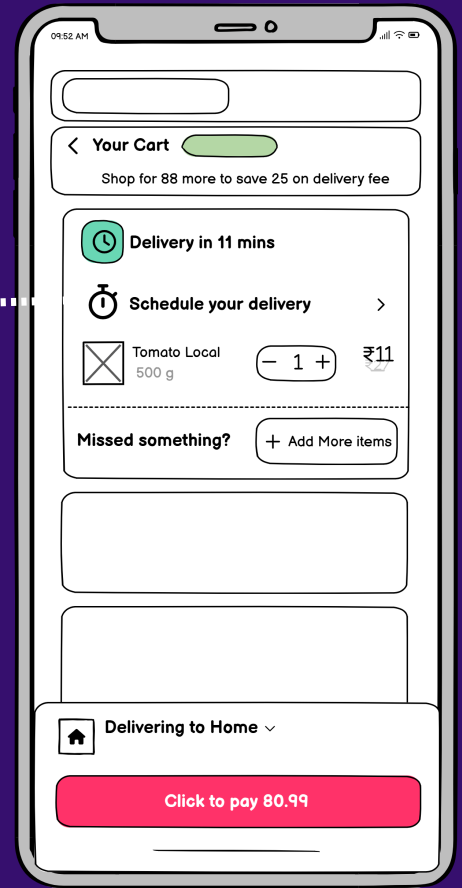 09:52 AM
Your Cart
Shop for 88 more to save 25 on delivery fee
Delivery in 11 mins
Schedule your delivery
Tomato Local
500 g
− 1 +
₹11
Missed something?
+ Add More items
Delivering to Home
Click to pay 80.99